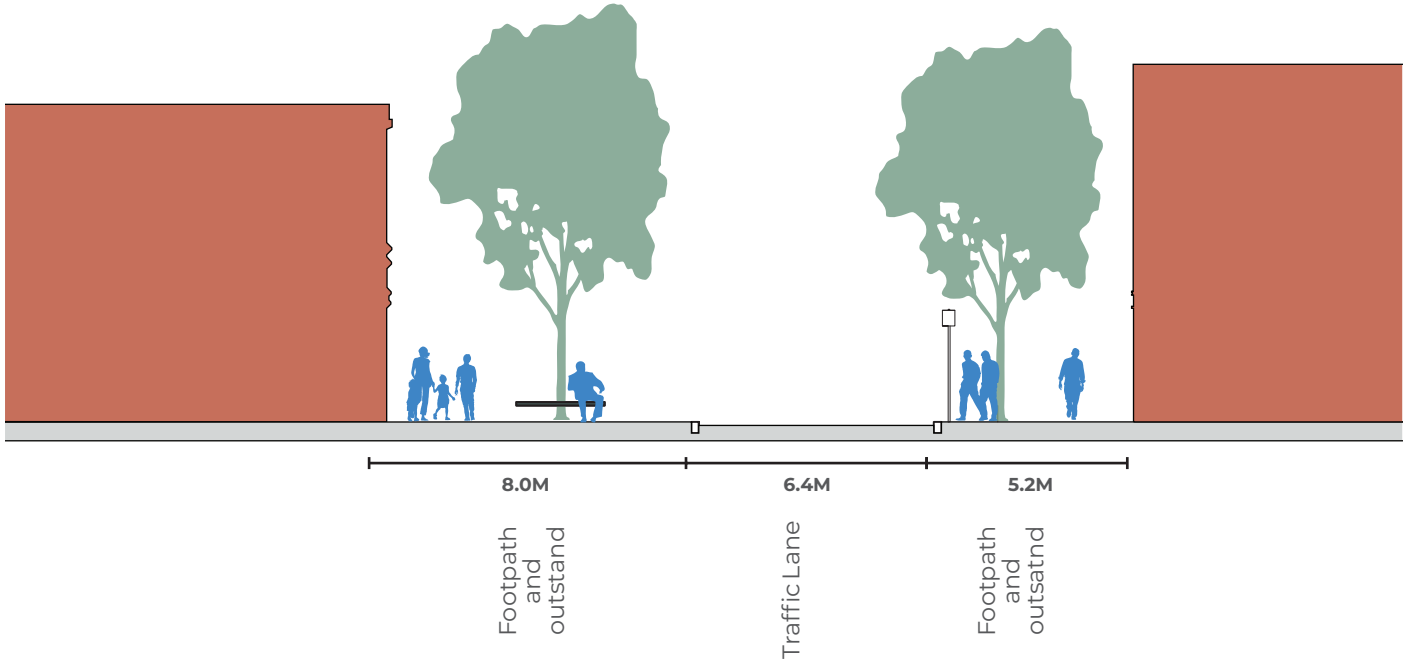 8.0M
6.4M
5.2M
Footpath
and
outstand
Traffic Lane
Footpath
and
outsatnd